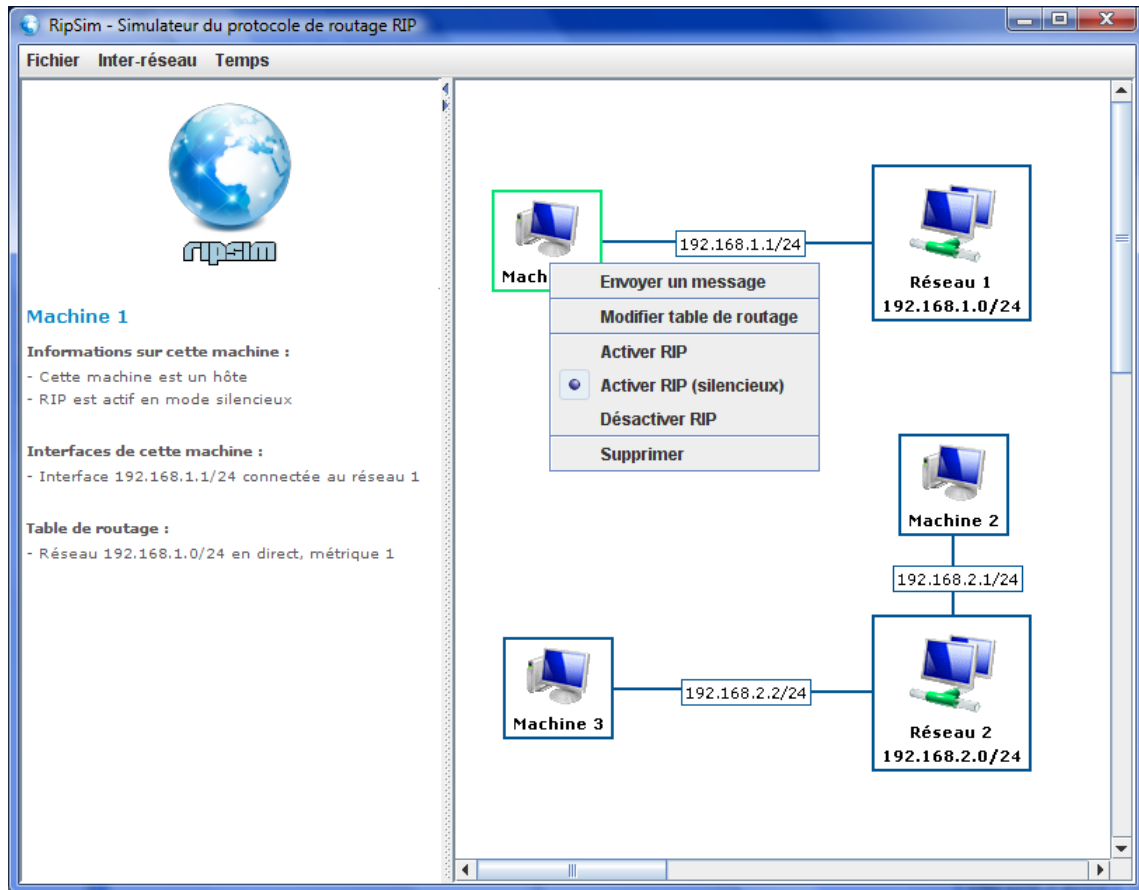 RipSim - Simulateur du protocole de routage RIP
Fichier Inter-réseau Temps
ripsim
Machine 1
Informations sur cette machine :
- Cette machine est un hôte
- RIP est actif en mode silencieux
Interfaces de cette machine :
- Interface 192.168.1.1/24 connectée au réseau 1
Table de routage :
- Réseau 192.168.1.0/24 en direct, métrique 1
192.168.1.1/24
Mach
Réseau 1
192.168.1.0/24
Envoyer un message
Modifier table de routage
Activer RIP
Activer RIP (silencieux)
Désactiver RIP
Supprimer
Machine 2
192.168.2.1/24
192.168.2.2/24
Machine 3
Réseau 2
192.168.2.0/24